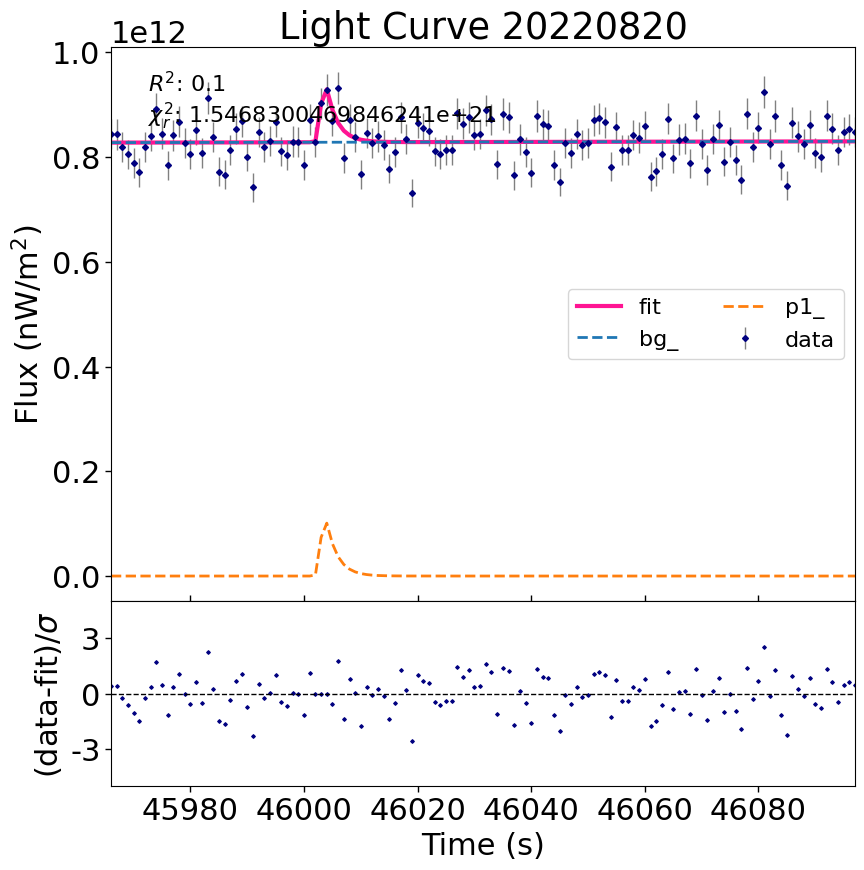 Light Curve 20220820
1e12
R²: 0.1
χ²ᵣ: 1.5468300469846241e+21
1.0
0.8
0.6
0.4
0.2
0.0
Flux (nW/m²)
fit
bg_
p1_
data
3
0
-3
(data-fit)/σ
45980 46000 46020 46040 46060 46080
Time (s)